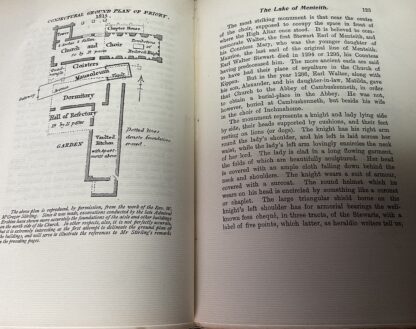 CONJECTURAL GROUND PLAN OF PRIORY.
1815.
Chapter House
Church and Choir
Cloisters
Mausoleum
Vault
Dormitory
Hall of Refectory
Vaulted
Kitchen
with Apart-
ment above
Dotted lines
denote foundations
GARDEN
The above plan is reproduced, by permission, from the work of the Rev. W.
McGregor Stirling. Since it was made, excavations conducted by the late Admiral
Erskine have shown more accurately the foundations of the aisle and other buildings
on the north side of the Church. In other respects, also, it is not perfectly accurate,
but it is extremely interesting as the first attempt to delineate the ground plan of
the buildings, and will serve to illustrate the references to Mr Stirling's remarks
in the preceding pages.
The Lake of Menteith. 123
The most striking monument is that near the centre
of the choir, supposed to occupy the space in front of
where the High Altar once stood. It is believed to com-
memorate Walter, the first Stewart Earl of Menteith, and
his Countess Mary, who was the younger daughter of
Maurice, the last earl of the original line of Menteith.
Earl Walter died in 1294 or 1295, his Countess
having predeceased him. The more ancient earls are said
to have had their place of sepulture in the Church of
Kippen. But in the year 1286, Earl Walter, along with
his son, Alexander, and his daughter-in-law, Matilda, gave
that Church to the Abbey of Cambuskenneth, in order
to obtain a burial-place in the Abbey. He was not,
however, buried at Cambuskenneth, but beside his wife
in the choir of Inchmahome.
The monument represents a knight and lady lying side
by side, their heads supported by cushions, and their feet
resting on lions (or dogs). The knight has his right arm
round the lady's shoulder, and his left is laid across her
waist, while the lady's left arm lovingly encircles the neck
of her lord. The lady is clad in a long flowing garment,
the folds of which are beautifully sculptured. Her head
is covered with an ample cloth falling down behind the
neck and shoulders. The knight wears a suit of armour,
covered with a surcoat. The round helmet which he
wears on his head is encircled by something like a coronet
or chaplet. The large triangular shield borne on the
knight's left shoulder has for armorial bearings the well-
known fess chequé, in three tracts, of the Stewarts, with a
label of five points, which latter, as heraldic writers tell us,